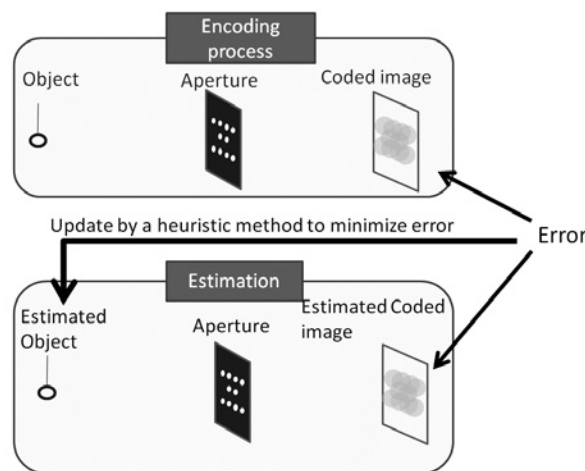 Encoding
process
Object
Aperture
Coded image
Update by a heuristic method to minimize error
Error
Estimation
Estimated
Object
Aperture
Estimated Coded
image